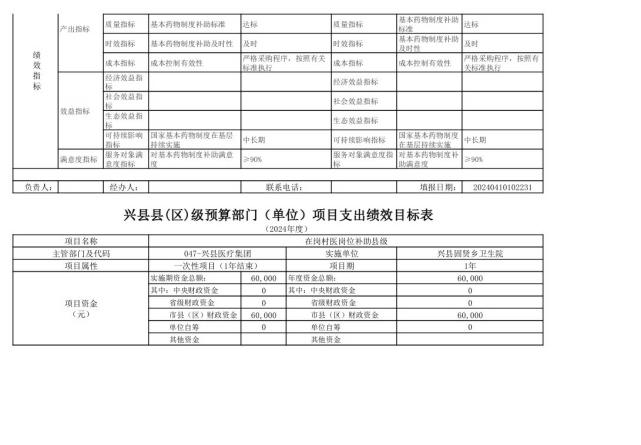 产出指标 质量指标 基本药物制度补助标准 达标 质量指标 基本药物制度补助标准 达标
时效指标 基本药物制度补助及时性 及时 时效指标 基本药物制度补助及时性 及时
成本指标 成本控制有效性 严格采购程序，按照有关标准执行 成本指标 成本控制有效性 严格采购程序，按照有关标准执行
绩效指标
效益指标 经济效益指标 经济效益指标
社会效益指标 社会效益指标
生态效益指标 生态效益指标
可持续影响指标 国家基本药物制度在基层持续实施 中长期 可持续影响指标 国家基本药物制度在基层持续实施 中长期
满意度指标 服务对象满意度指标 对基本药物制度补助满意度 ≥90% 服务对象满意度指标 对基本药物制度补助满意度 ≥90%
负责人： 经办人： 联系电话： 填报日期： 20240410102231
兴县县(区)级预算部门（单位）项目支出绩效目标表
（2024年度）
项目名称 在岗村医岗位补助县级
主管部门及代码 047-兴县医疗集团 实施单位 兴县固贤乡卫生院
项目属性 一次性项目（1年结束） 项目期 1年
项目资金（元） 实施期资金总额： 60,000 年度资金总额： 60,000
其中：中央财政资金 0 其中：中央财政资金 0
省级财政资金 0 省级财政资金 0
市县（区）财政资金 60,000 市县（区）财政资金 60,000
单位自筹 0 单位自筹 0
其他资金 其他资金